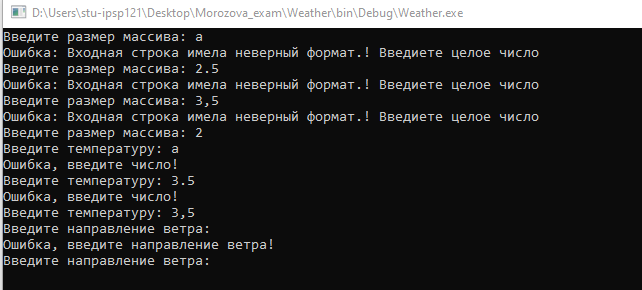 D:\Users\stu-ipsp121\Desktop\Morozova_exam\Weather\bin\Debug\Weather.exe
Введите размер массива: a
Ошибка: Входная строка имела неверный формат.! Введиете целое число
Введите размер массива: 2.5
Ошибка: Входная строка имела неверный формат.! Введиете целое число
Введите размер массива: 3,5
Ошибка: Входная строка имела неверный формат.! Введиете целое число
Введите размер массива: 2
Введите температуру: a
Ошибка, введите число!
Введите температуру: 3.5
Ошибка, введите число!
Введите температуру: 3,5
Введите направление ветра:
Ошибка, введите направление ветра!
Введите направление ветра: